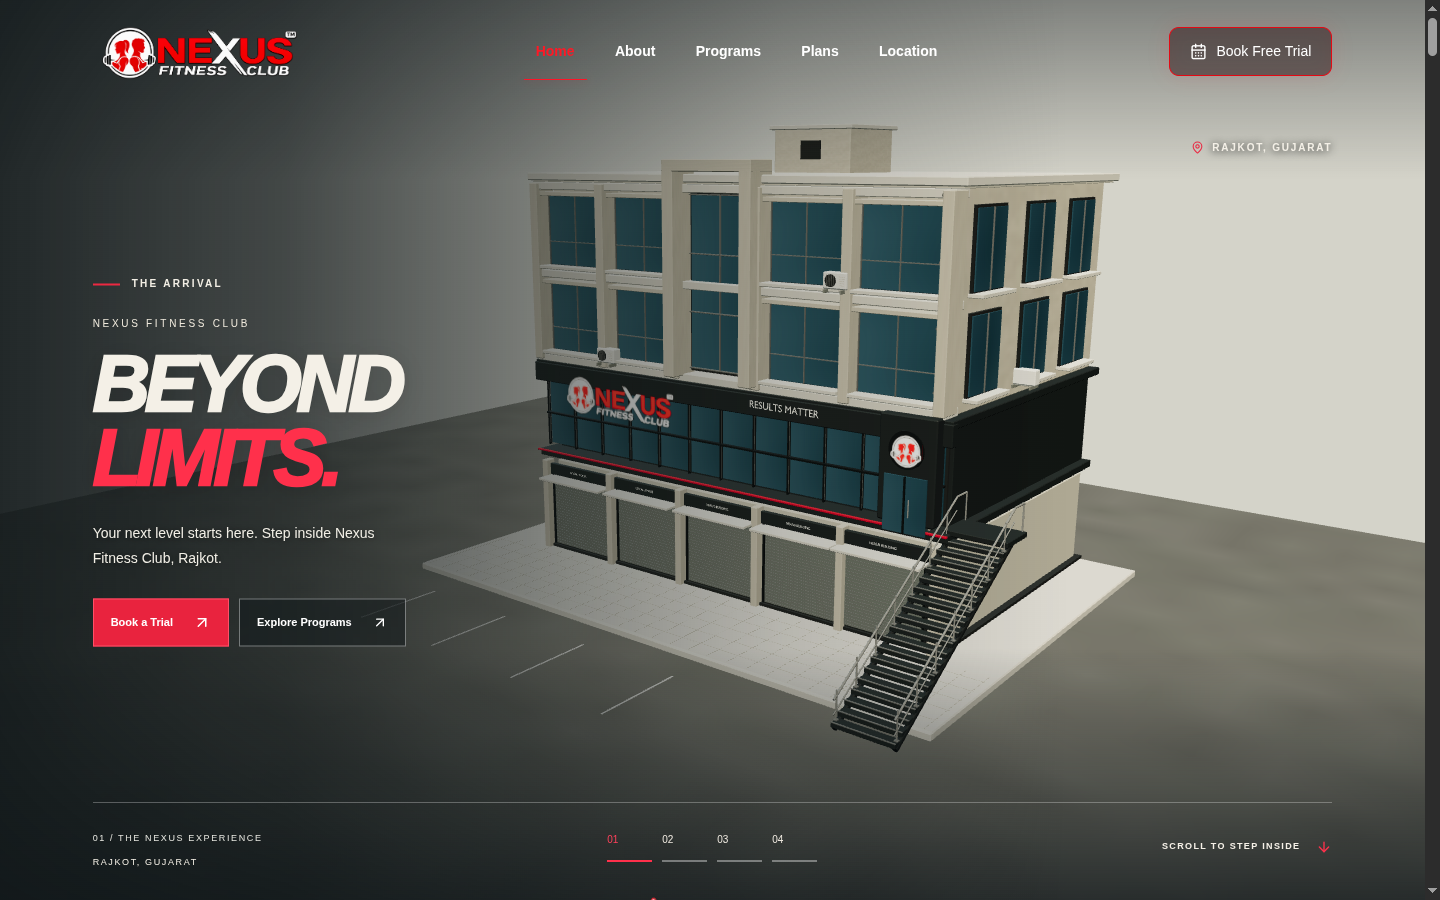 NEXUS
FITNESS CLUB
TM
Home
About
Programs
Plans
Location
Book Free Trial
RAJKOT, GUJARAT
THE ARRIVAL
NEXUS FITNESS CLUB
BEYOND
LIMITS.
Your next level starts here. Step inside Nexus
Fitness Club, Rajkot.
Book a Trial
Explore Programs
NEXUS
FITNESS CLUB
RESULTS MATTER
01 / THE NEXUS EXPERIENCE
RAJKOT, GUJARAT
01
02
03
04
SCROLL TO STEP INSIDE